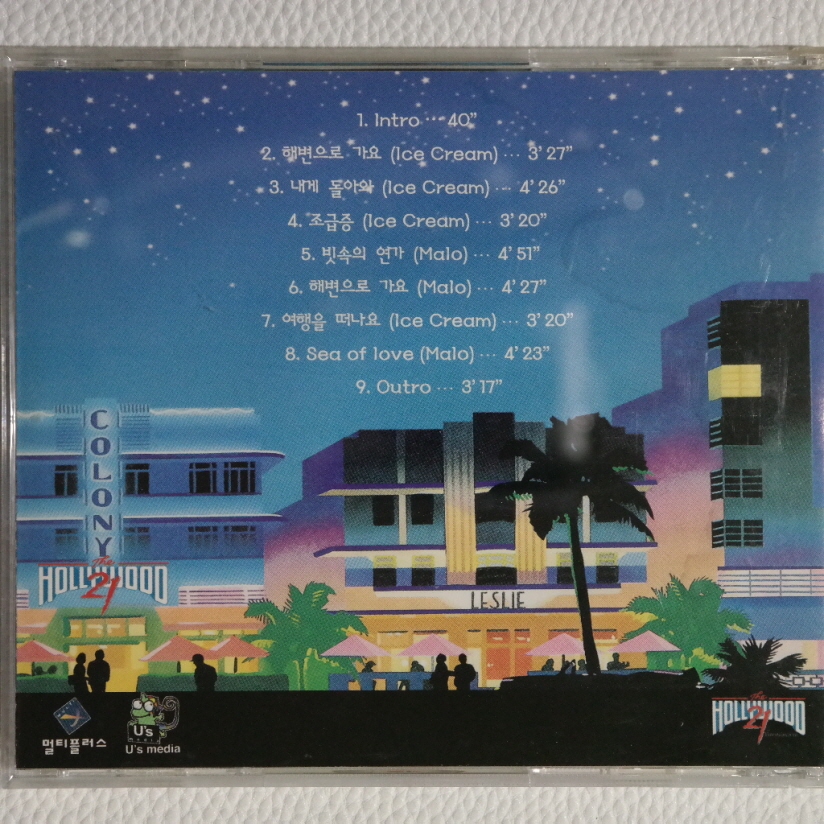 1. Intro ··· 40”
2. 해변으로 가요 (Ice Cream) ··· 3’ 27”
3. 내게 돌아와 (Ice Cream) ··· 4’ 26”
4. 조급증 (Ice Cream) ··· 3’ 20”
5. 빗속의 연가 (Malo) ··· 4’ 51”
6. 해변으로 가요 (Malo) ··· 4’ 27”
7. 여행을 떠나요 (Ice Cream) ··· 3’ 20”
8. Sea of love (Malo) ··· 4’ 23”
9. Outro ··· 3’ 17”
COLONY
The
HOLLYWOOD
21
LESLIE
멀티플러스
U's
MEDIA
U's media
The
HOLLYWOOD
21